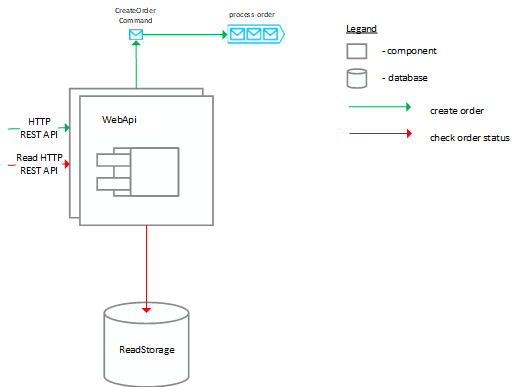 CreateOrder
Command
process-order
Legand
- component
- database
create order
check order status
WebApi
HTTP
REST API
Read HTTP
REST API
ReadStorage